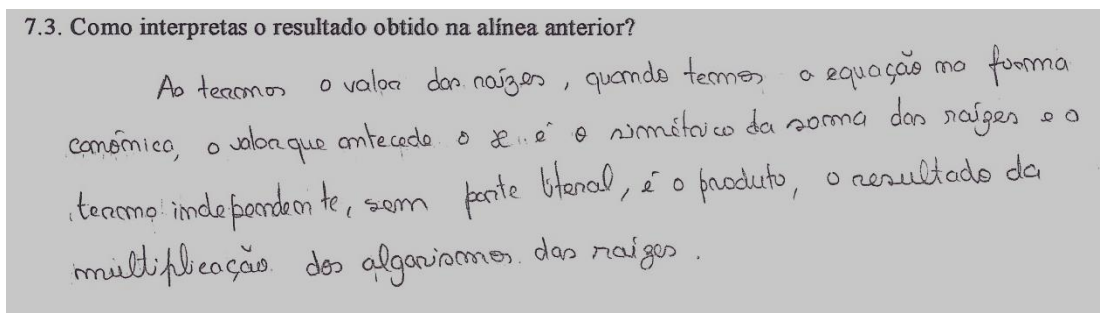 7.3. Como interpretas o resultado obtido na alínea anterior?
Ao termos o valor das raízes, quando temos a equação na forma
canónica, o valor que antecede o x é o simétrico da soma das raízes e o
termo independente, sem parte literal, é o produto, o resultado da
multiplicação dos algarismos das raízes.